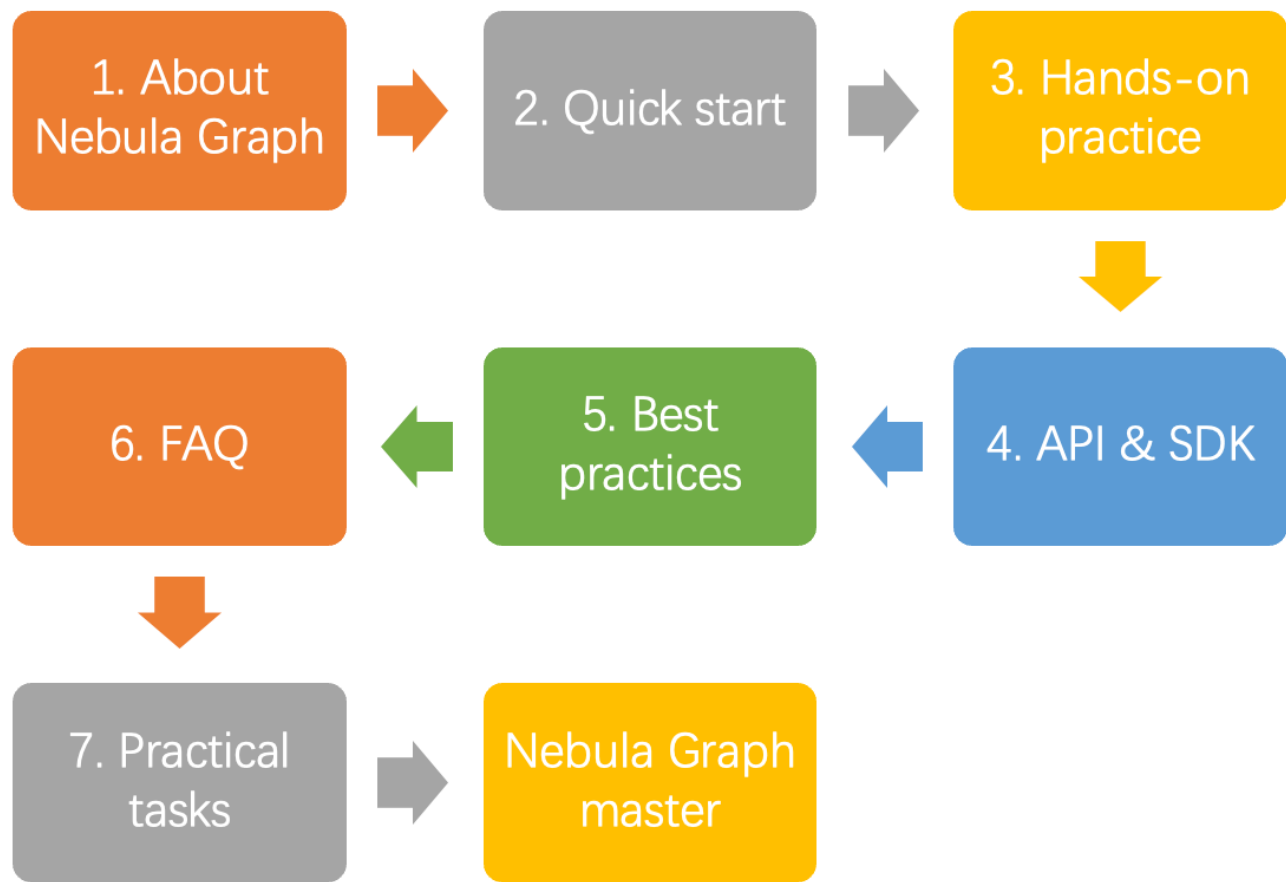 1. About
Nebula Graph
2. Quick start
3. Hands-on
practice
4. API & SDK
5. Best
practices
6. FAQ
7. Practical
tasks
Nebula Graph
master